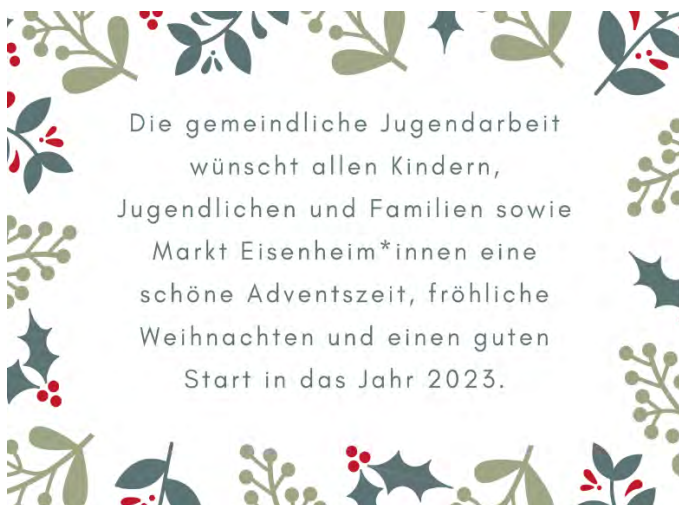 Die gemeindliche Jugendarbeit
wünscht allen Kindern,
Jugendlichen und Familien sowie
Markt Eisenheim*innen eine
schöne Adventszeit, fröhliche
Weihnachten und einen guten
Start in das Jahr 2023.